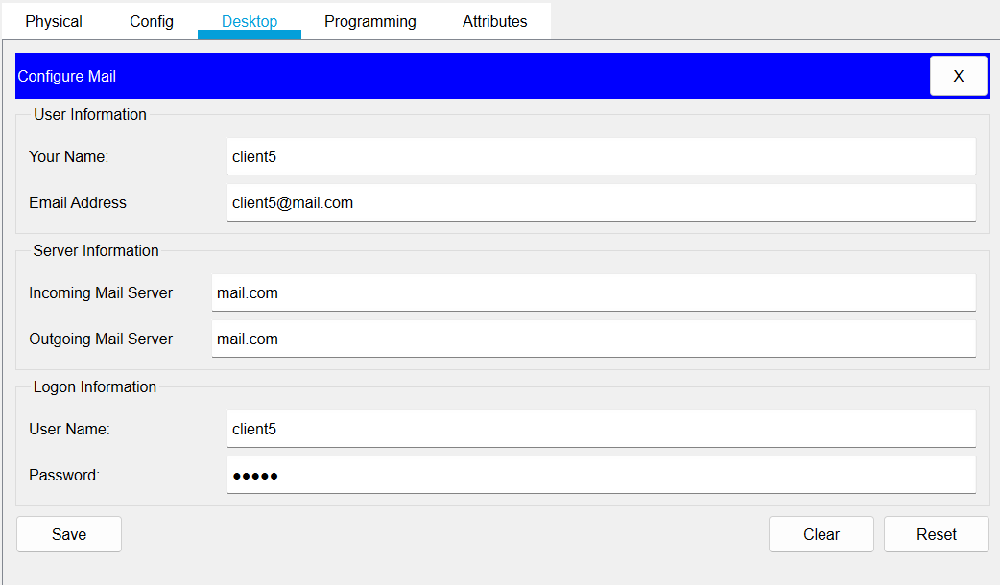 Physical Config Desktop Programming Attributes
Configure Mail X
User Information
Your Name: client5
Email Address client5@mail.com
Server Information
Incoming Mail Server mail.com
Outgoing Mail Server mail.com
Logon Information
User Name: client5
Password: ●●●●●
Save Clear Reset